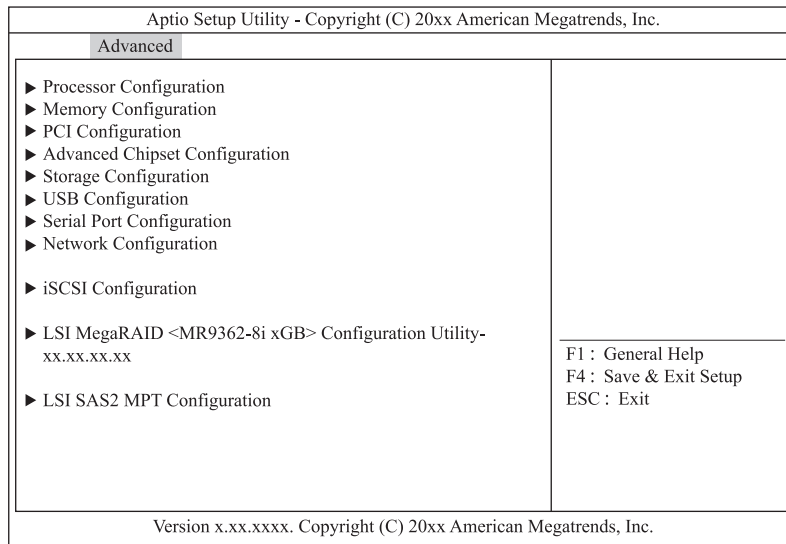 Aptio Setup Utility - Copyright (C) 20xx American Megatrends, Inc.
Advanced
▶ Processor Configuration
▶ Memory Configuration
▶ PCI Configuration
▶ Advanced Chipset Configuration
▶ Storage Configuration
▶ USB Configuration
▶ Serial Port Configuration
▶ Network Configuration
▶ iSCSI Configuration
▶ LSI MegaRAID <MR9362-8i xGB> Configuration Utility-
xx.xx.xx.xx
▶ LSI SAS2 MPT Configuration
F1 : General Help
F4 : Save & Exit Setup
ESC : Exit
Version x.xx.xxxx. Copyright (C) 20xx American Megatrends, Inc.